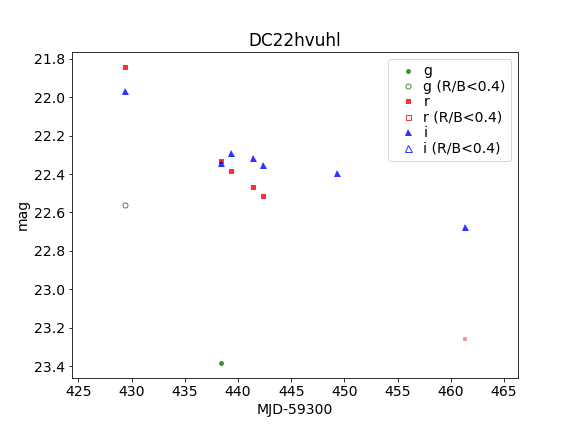 DC22hvuhl
21.8
22.0
22.2
22.4
22.6
22.8
23.0
23.2
23.4
mag
g
g (R/B<0.4)
r
r (R/B<0.4)
i
i (R/B<0.4)
425 430 435 440 445 450 455 460 465
MJD-59300